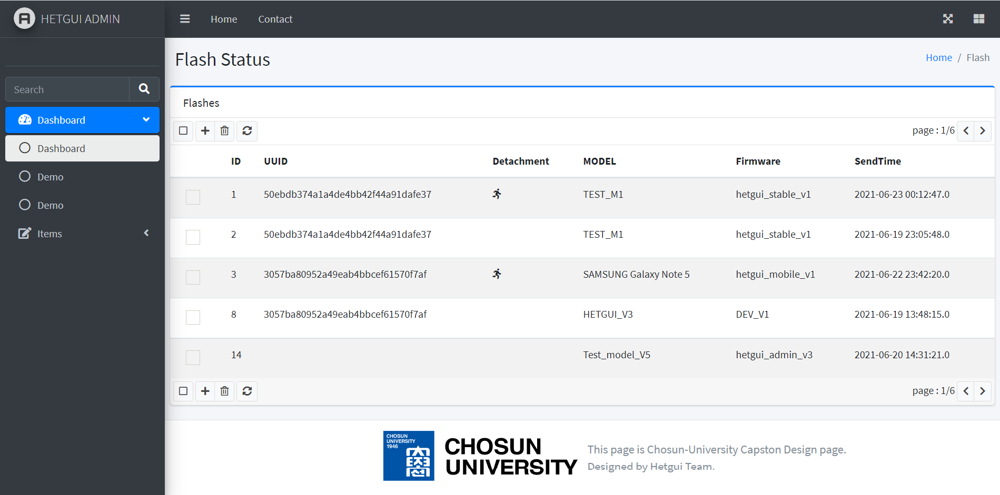 HETGUI ADMIN
Home
Contact
Search
Dashboard
Dashboard
Demo
Demo
Items
Flash Status
Home / Flash
Flashes
page : 1/6
ID UUID Detachment MODEL Firmware SendTime
1 50ebdb374a1a4de4bb42f44a91dafe37 TEST_M1 hetgui_stable_v1 2021-06-23 00:12:47.0
2 50ebdb374a1a4de4bb42f44a91dafe37 TEST_M1 hetgui_stable_v1 2021-06-19 23:05:48.0
3 3057ba80952a49eab4bbcef61570f7af SAMSUNG Galaxy Note 5 hetgui_mobile_v1 2021-06-22 23:42:20.0
8 3057ba80952a49eab4bbcef61570f7af HETGUI_V3 DEV_V1 2021-06-19 13:48:15.0
14 Test_model_V5 hetgui_admin_v3 2021-06-20 14:31:21.0
page : 1/6
CHOSUN
UNIVERSITY
1946
CHOSUN
UNIVERSITY
This page is Chosun-University Capston Design page.
Designed by Hetgui Team.